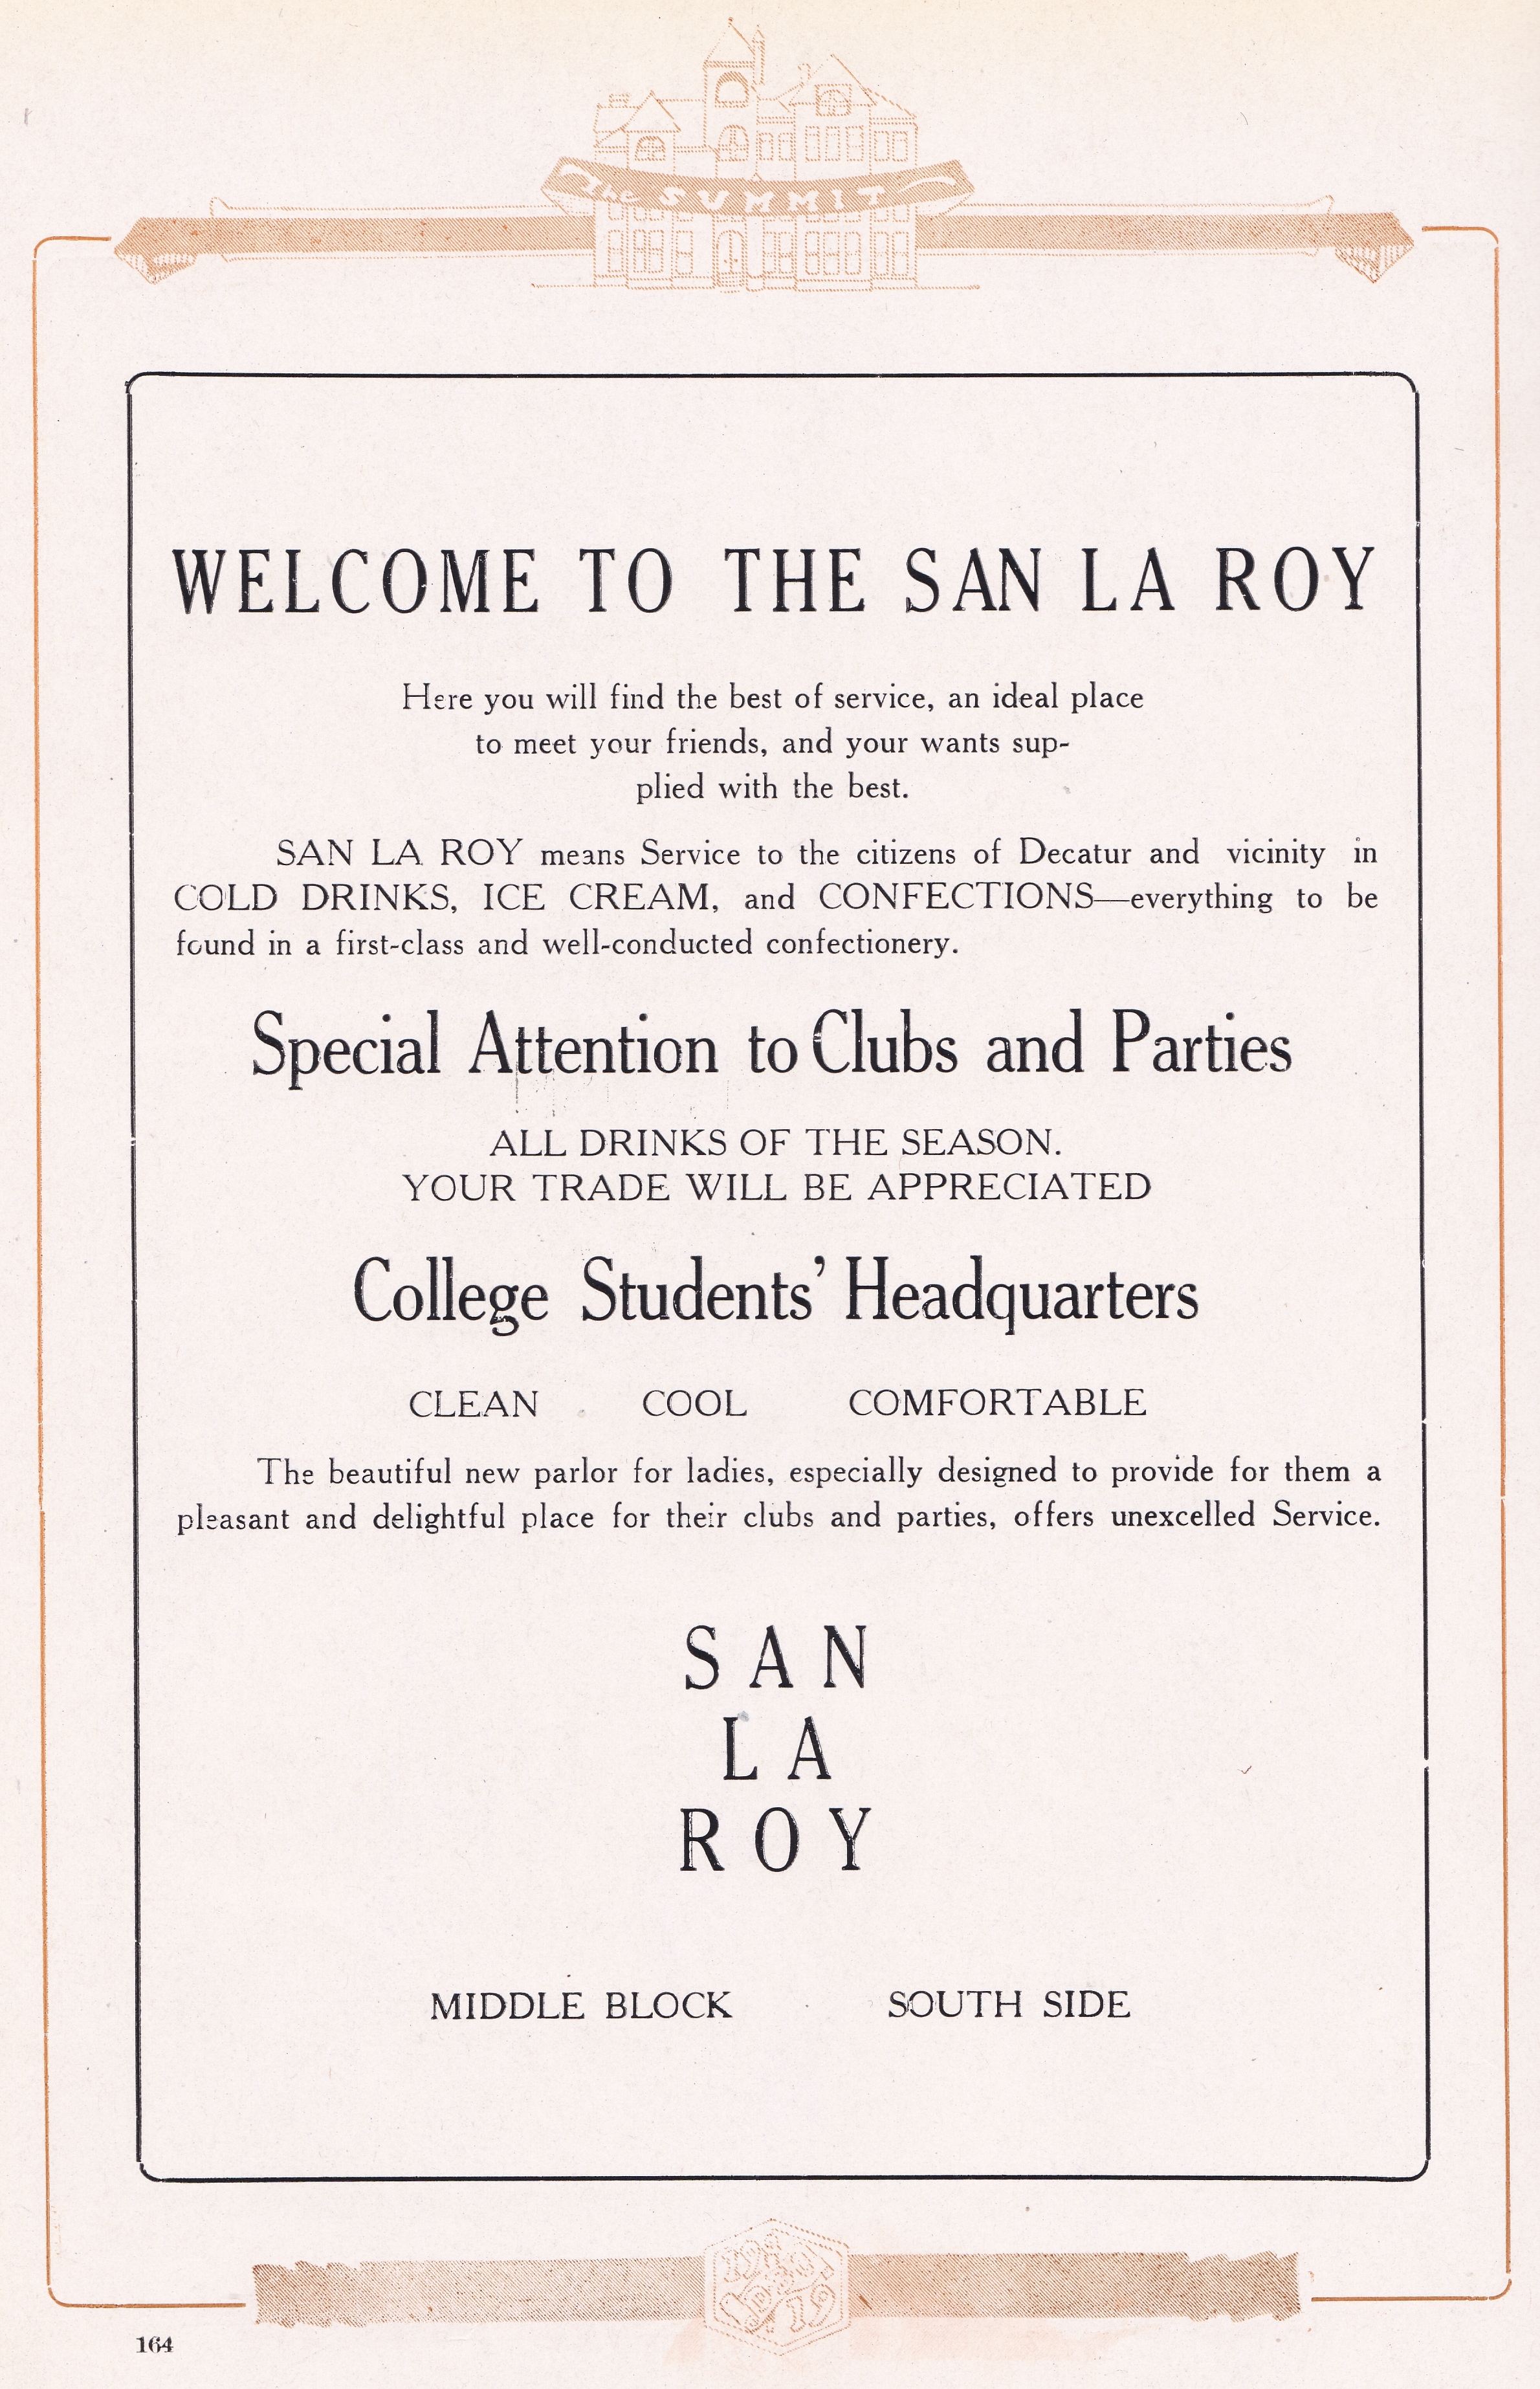 The SUMMIT
WELCOME TO THE SAN LA ROY
Here you will find the best of service, an ideal place
to meet your friends, and your wants sup-
plied with the best.
SAN LA ROY means Service to the citizens of Decatur and vicinity in
COLD DRINKS, ICE CREAM, and CONFECTIONS—everything to be
found in a first-class and well-conducted confectionery.
Special Attention to Clubs and Parties
ALL DRINKS OF THE SEASON.
YOUR TRADE WILL BE APPRECIATED
College Students' Headquarters
CLEAN COOL COMFORTABLE
The beautiful new parlor for ladies, especially designed to provide for them a
pleasant and delightful place for their clubs and parties, offers unexcelled Service.
SAN
LA
ROY
MIDDLE BLOCK SOUTH SIDE
164